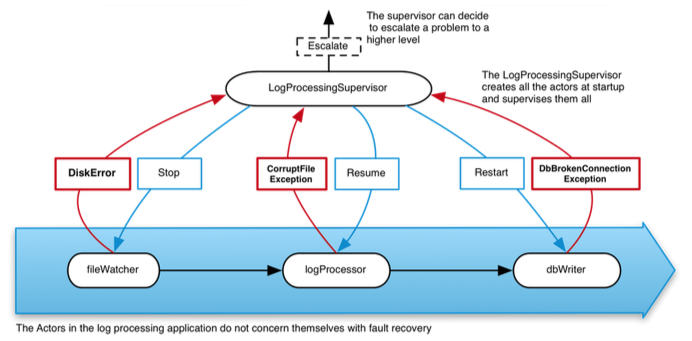 The supervisor can decide
to escalate a problem to a
higher level
Escalate
LogProcessingSupervisor
The LogProcessingSupervisor
creates all the actors at startup
and supervises them all
DiskError
Stop
CorruptFile
Exception
Resume
Restart
DbBrokenConnection
Exception
fileWatcher
logProcessor
dbWriter
The Actors in the log processing application do not concern themselves with fault recovery